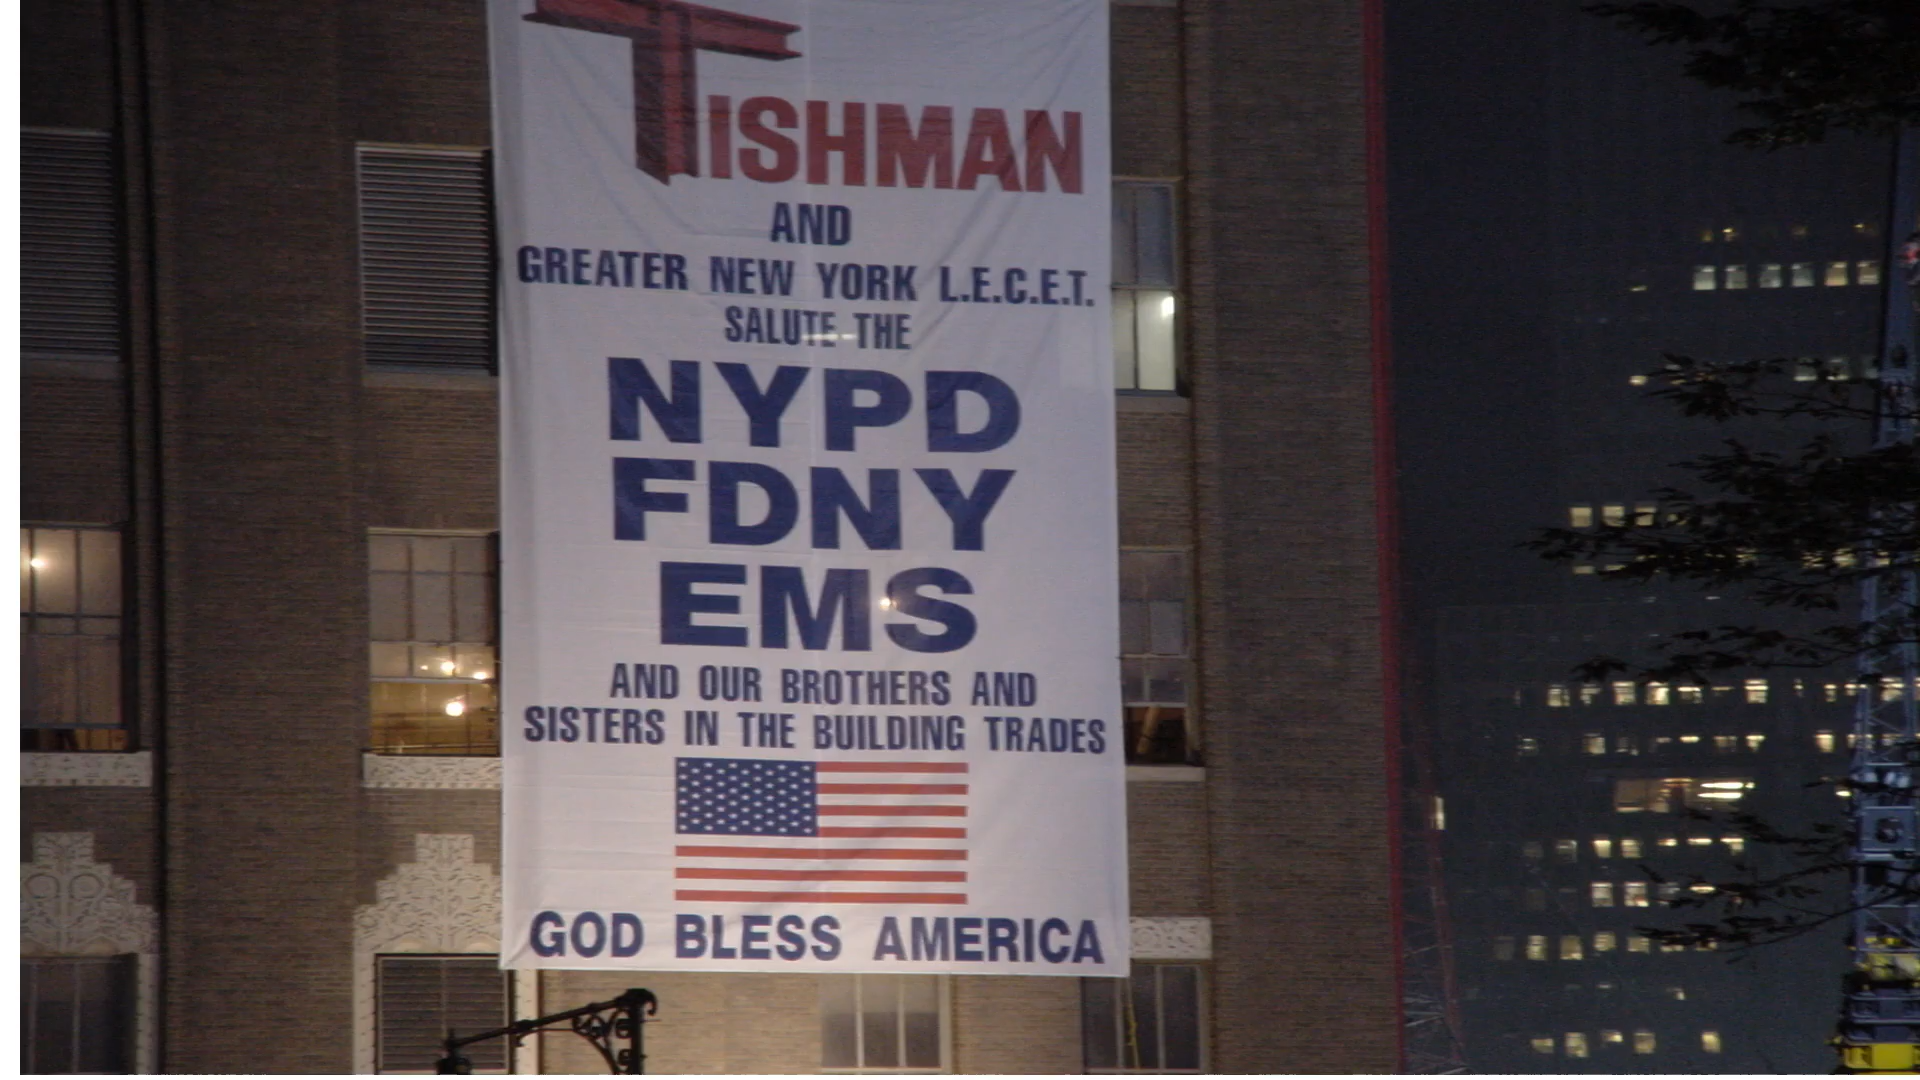 TISHMAN
AND
GREATER NEW YORK L.E.C.E.T.
SALUTE THE
NYPD
FDNY
EMS
AND OUR BROTHERS AND
SISTERS IN THE BUILDING TRADES
GOD BLESS AMERICA